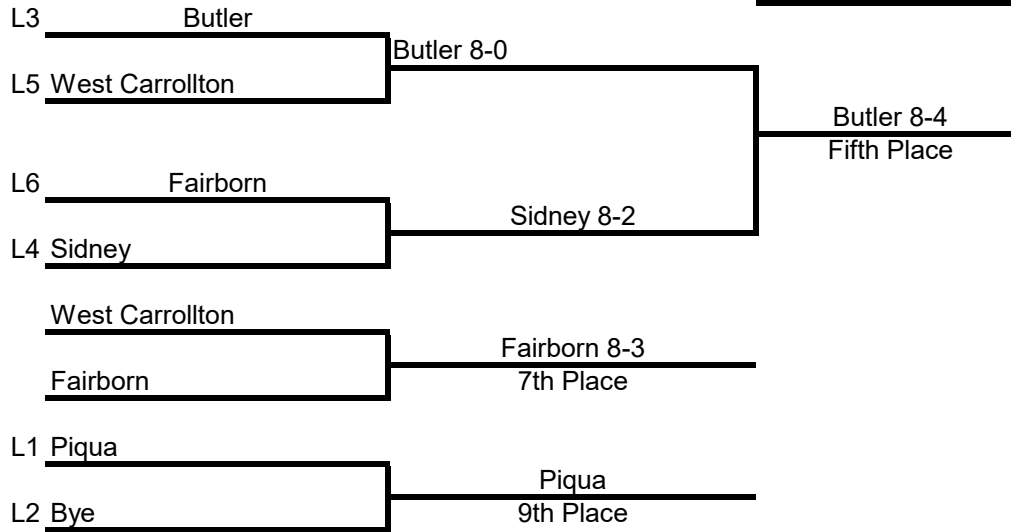 L3 Butler
Butler 8-0
L5 West Carrollton
Butler 8-4
Fifth Place
L6 Fairborn
Sidney 8-2
L4 Sidney
West Carrollton
Fairborn 8-3
Fairborn
7th Place
L1 Piqua
Piqua
L2 Bye
9th Place